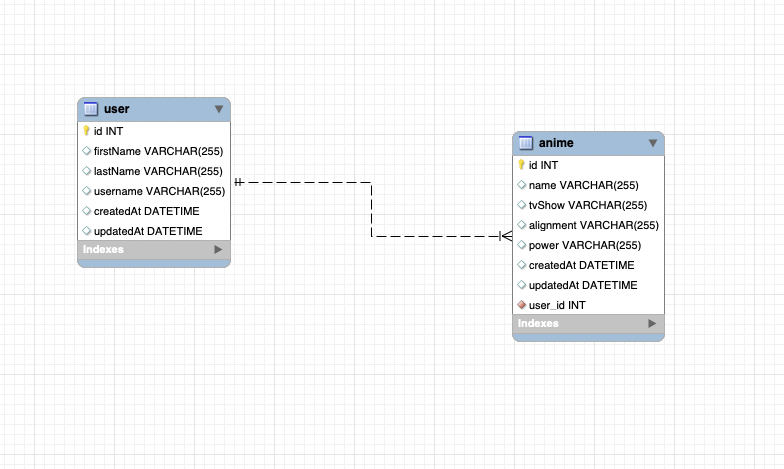 user
id INT
firstName VARCHAR(255)
lastName VARCHAR(255)
username VARCHAR(255)
createdAt DATETIME
updatedAt DATETIME
Indexes
anime
id INT
name VARCHAR(255)
tvShow VARCHAR(255)
alignment VARCHAR(255)
power VARCHAR(255)
createdAt DATETIME
updatedAt DATETIME
user_id INT
Indexes